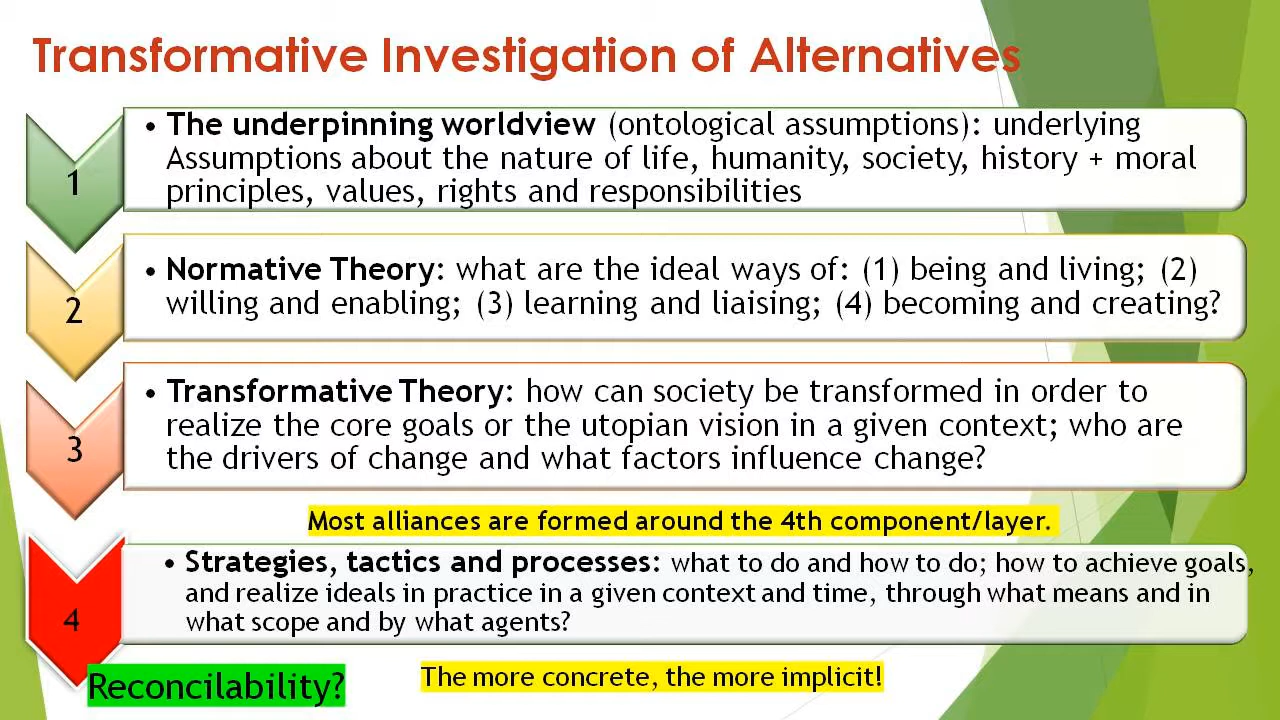 Transformative Investigation of Alternatives
1
• The underpinning worldview (ontological assumptions): underlying
Assumptions about the nature of life, humanity, society, history + moral
principles, values, rights and responsibilities
2
• Normative Theory: what are the ideal ways of: (1) being and living; (2)
willing and enabling; (3) learning and liaising; (4) becoming and creating?
3
• Transformative Theory: how can society be transformed in order to
realize the core goals or the utopian vision in a given context; who are
the drivers of change and what factors influence change?
Most alliances are formed around the 4th component/layer.
4
• Strategies, tactics and processes: what to do and how to do; how to achieve goals,
and realize ideals in practice in a given context and time, through what means and in
what scope and by what agents?
Reconcilability?
The more concrete, the more implicit!